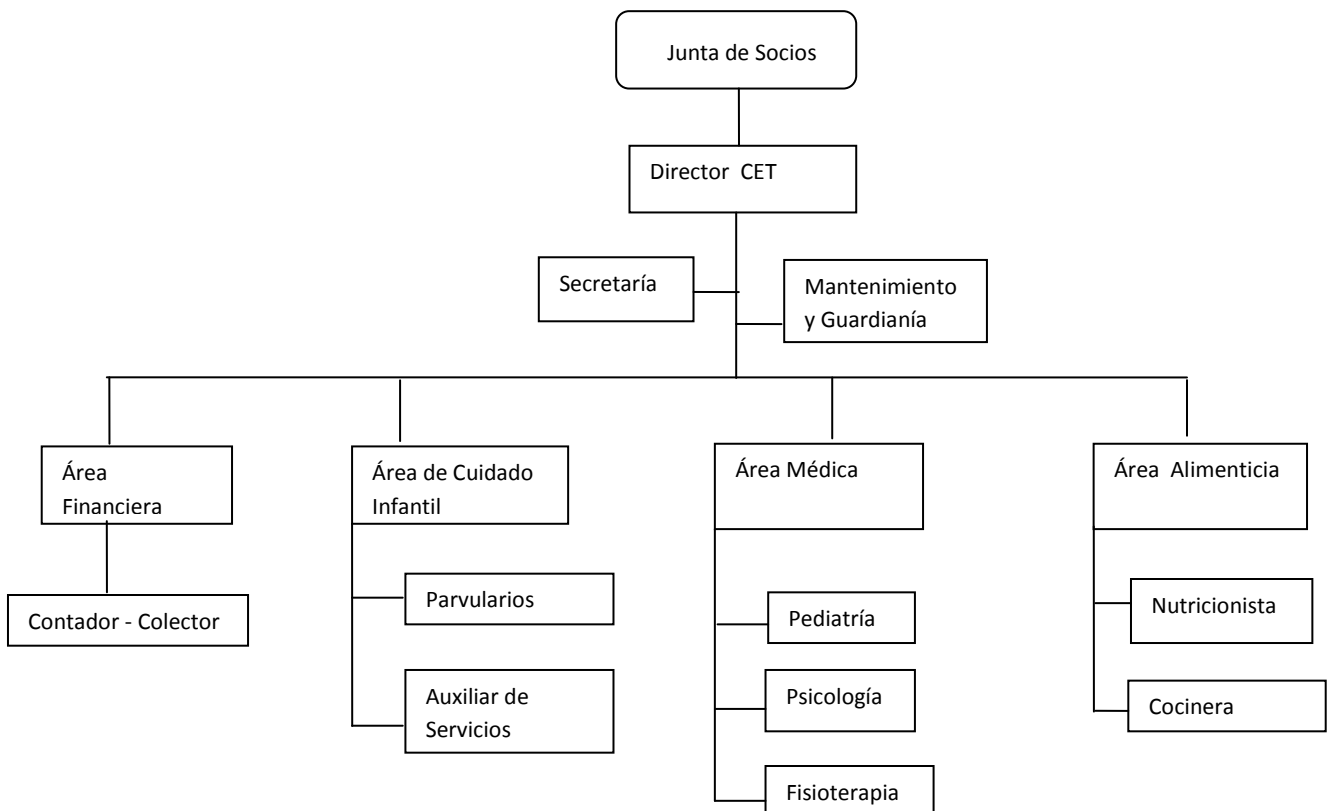 Junta de Socios
Director CET
Secretaría
Mantenimiento
y Guardianía
Área
Financiera
Área de Cuidado
Infantil
Área Médica
Área Alimenticia
Contador - Colector
Parvularios
Auxiliar de
Servicios
Pediatría
Psicología
Fisioterapia
Nutricionista
Cocinera